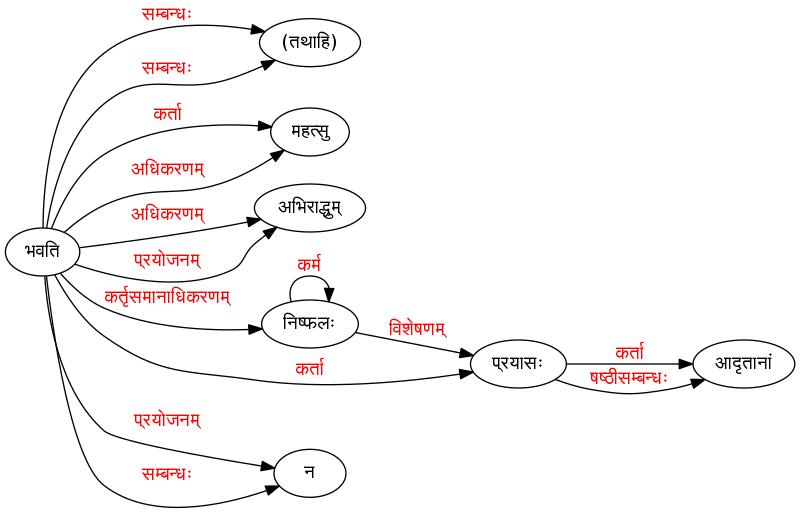 सम्बन्धः
(तथाहि)
सम्बन्धः
कर्ता
महत्सु
अधिकरणम्
अधिकरणम्
अभिराद्धुम्
भवति
प्रयोजनम्
कर्म
कर्तृसमानाधिकरणम्
निष्फलः
विशेषणम्
कर्ता
प्रयासः
कर्ता
आदृतानां
षष्ठीसम्बन्धः
प्रयोजनम्
न
सम्बन्धः